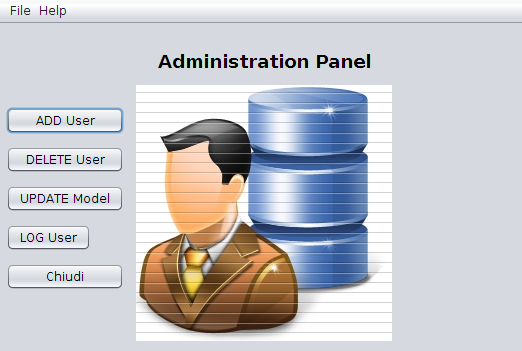 File Help
Administration Panel
ADD User
DELETE User
UPDATE Model
LOG User
Chiudi